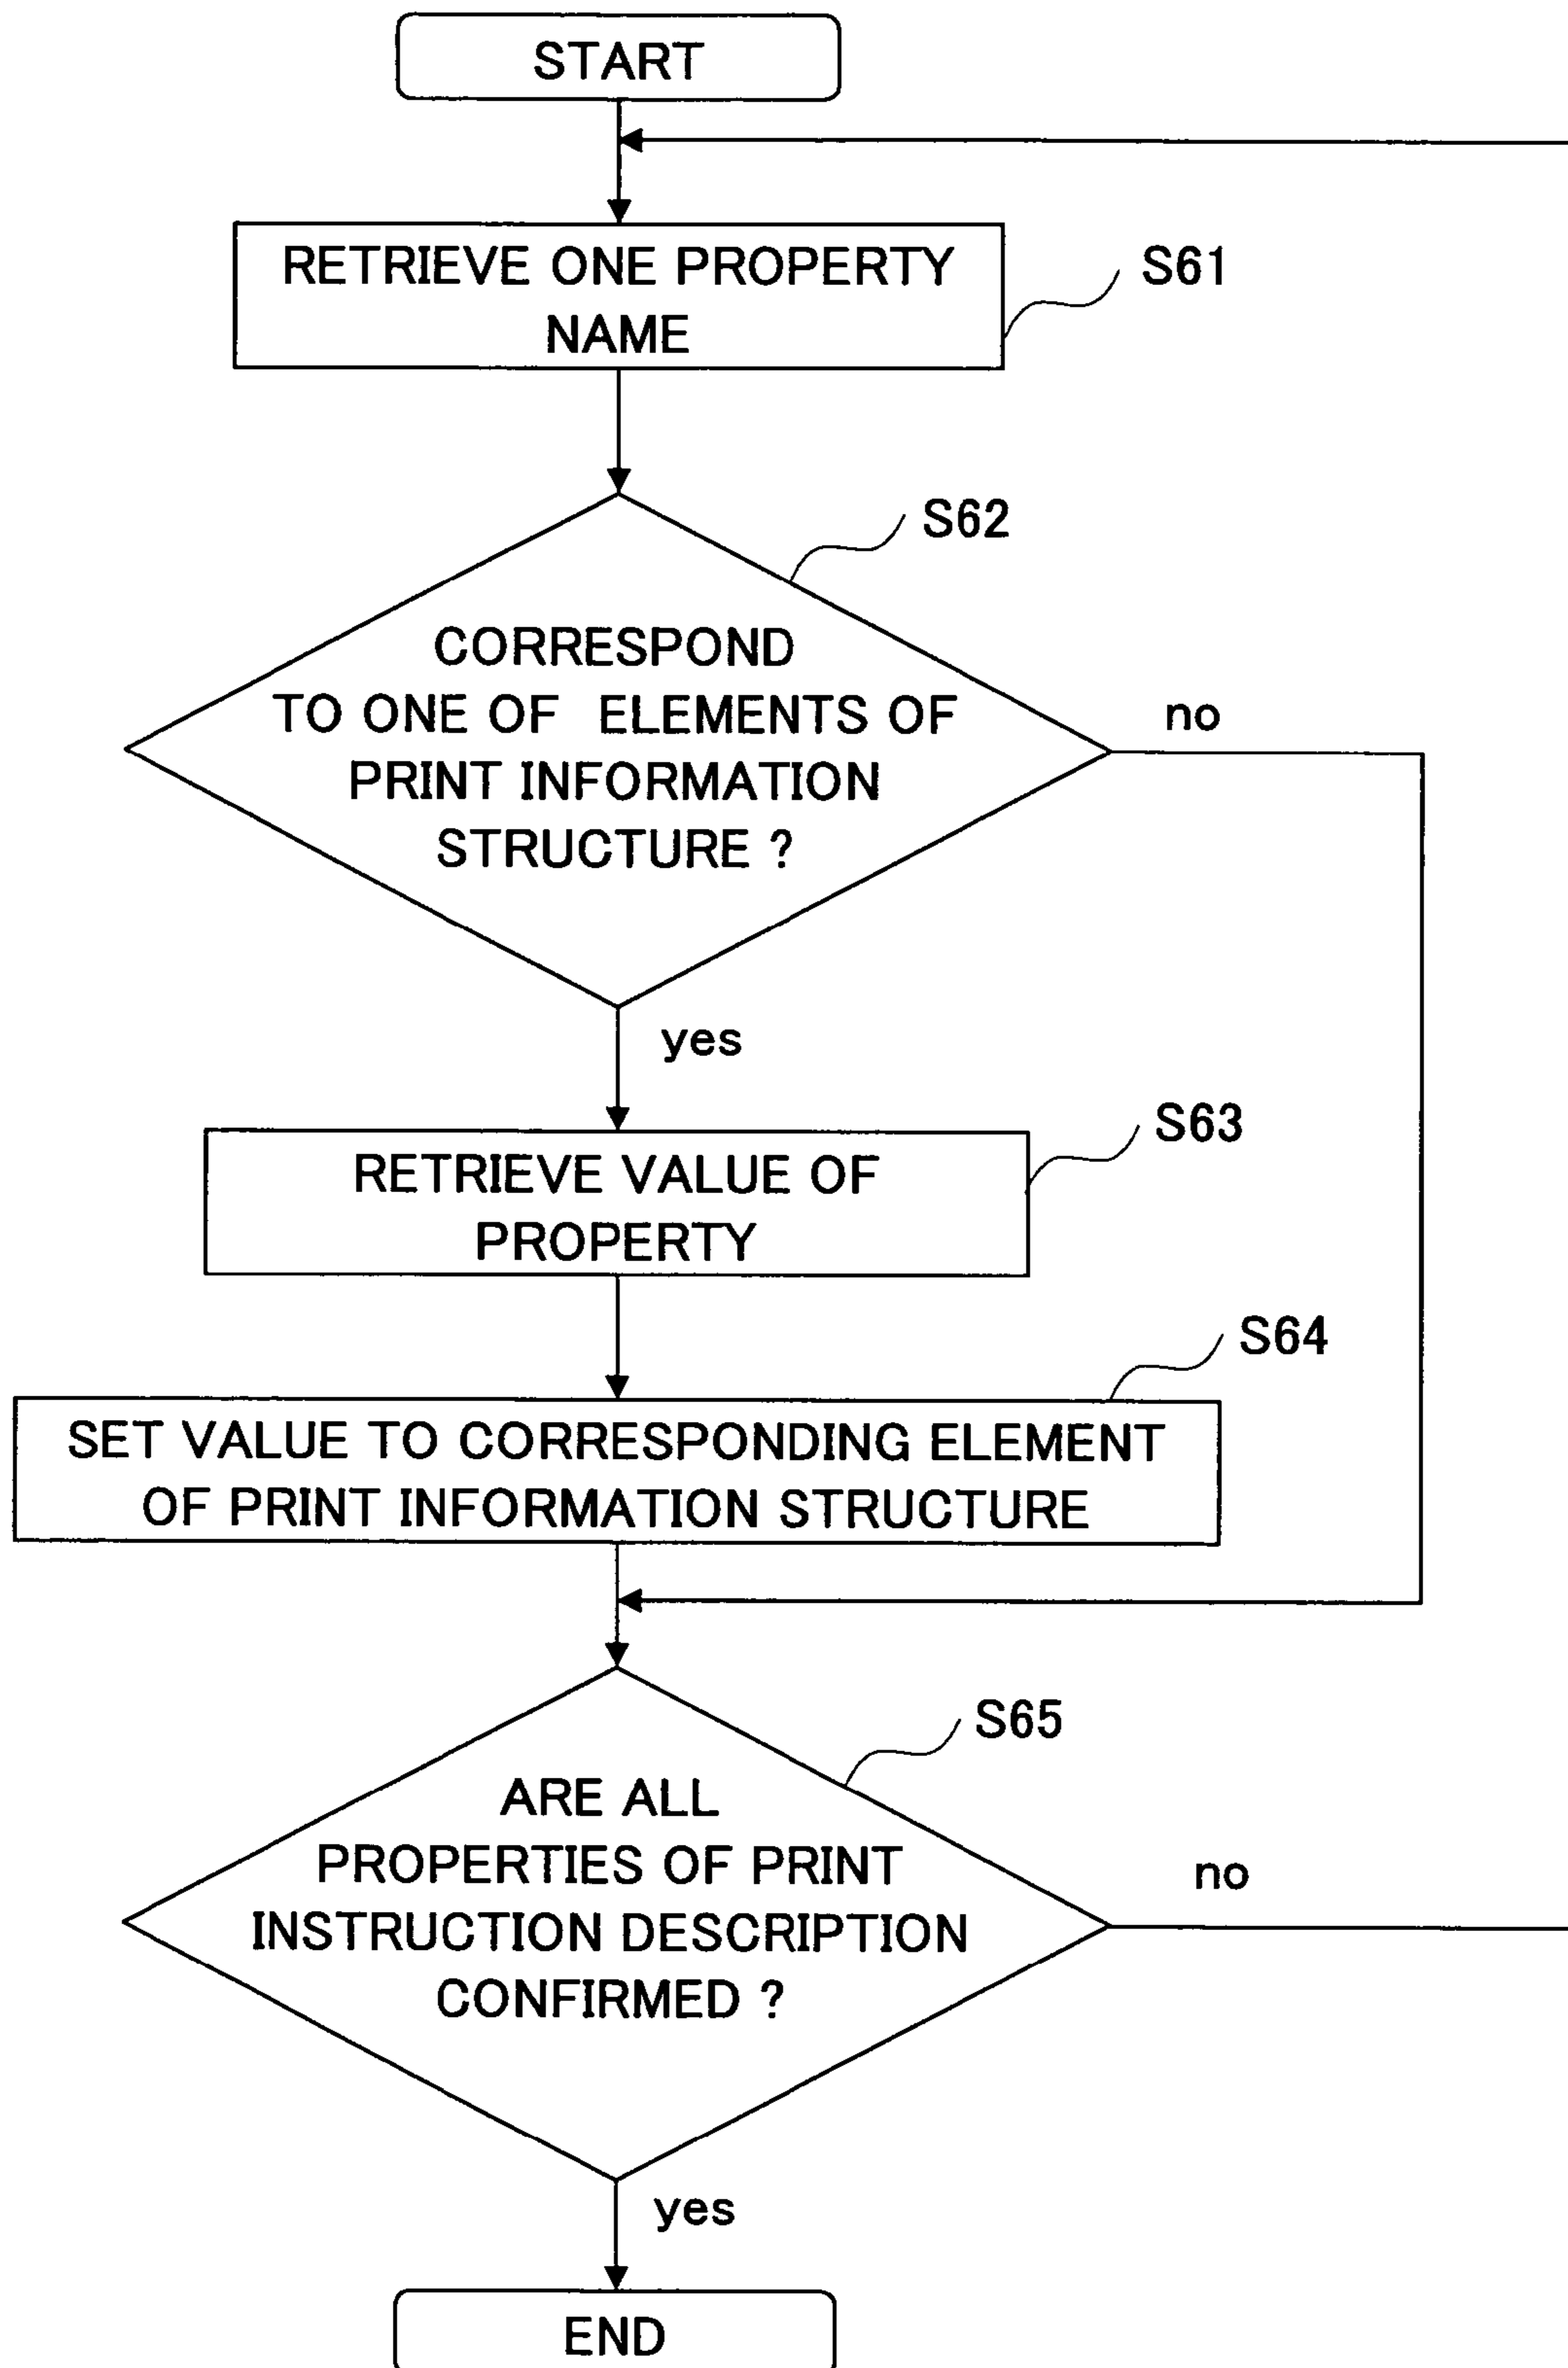 START
RETRIEVE ONE PROPERTY
NAME
S61
S62
CORRESPOND
TO ONE OF ELEMENTS OF
PRINT INFORMATION
STRUCTURE ?
no
yes
S63
RETRIEVE VALUE OF
PROPERTY
S64
SET VALUE TO CORRESPONDING ELEMENT
OF PRINT INFORMATION STRUCTURE
S65
ARE ALL
PROPERTIES OF PRINT
INSTRUCTION DESCRIPTION
CONFIRMED ?
no
yes
END